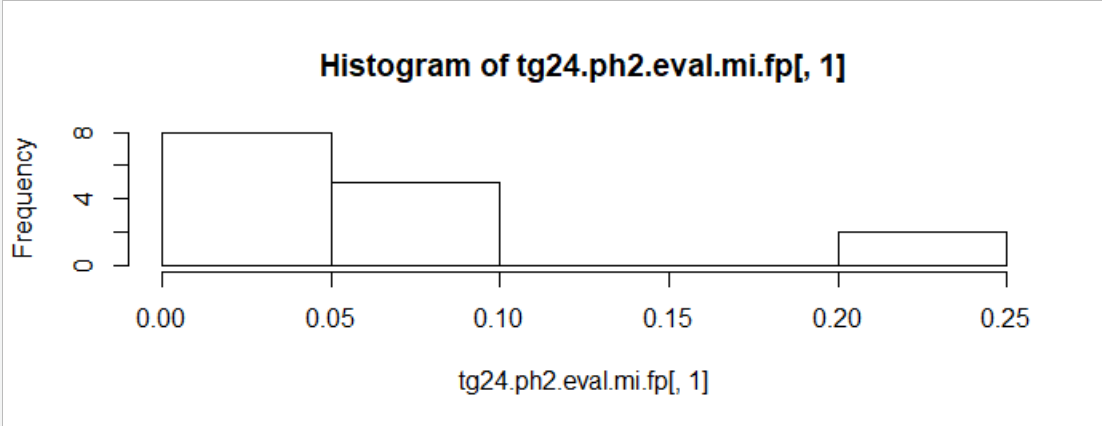 Histogram of tg24.ph2.eval.mi.fp[, 1]
Frequency
8
4
0
0.00 0.05 0.10 0.15 0.20 0.25
tg24.ph2.eval.mi.fp[, 1]